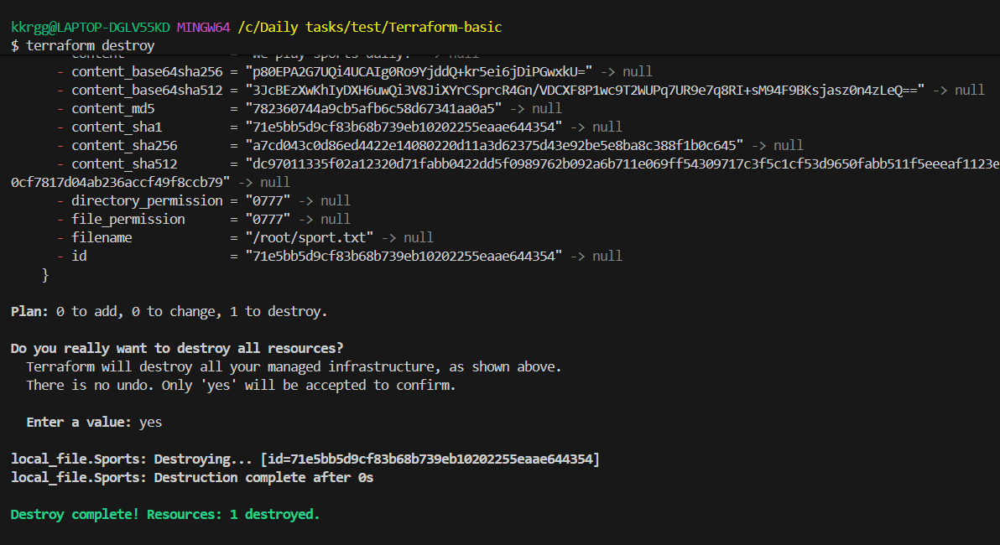 kkrgg@LAPTOP-DGLV55KD MINGW64 /c/Daily tasks/test/Terraform-basic
$ terraform destroy
- content = "We play sports daily!" -> null
- content_base64sha256 = "p80EPA2G7UQi4UCAIg0Ro9YjddQ+kr5ei6jDiPGwxkU=" -> null
- content_base64sha512 = "3JcBEzXwKhIyDXH6uwQi3V8JiXYrCSprcR4Gn/VDCXF8P1wc9T2WUPq7UR9e7q8RI+sM94F9BKsjasz0n4zLeQ==" -> null
- content_md5 = "782360744a9cb5afb6c58d67341aa0a5" -> null
- content_sha1 = "71e5bb5d9cf83b68b739eb10202255eaae644354" -> null
- content_sha256 = "a7cd043c0d86ed4422e14080220d11a3d62375d43e92be5e8ba8c388f1b0c645" -> null
- content_sha512 = "dc97011335f02a12320d71fabb0422dd5f0989762b092a6b711e069ff54309717c3f5c1cf53d9650fabb511f5eeeaf1123e
0cf7817d04ab236accf49f8ccb79" -> null
- directory_permission = "0777" -> null
- file_permission = "0777" -> null
- filename = "/root/sport.txt" -> null
- id = "71e5bb5d9cf83b68b739eb10202255eaae644354" -> null
}
Plan: 0 to add, 0 to change, 1 to destroy.
Do you really want to destroy all resources?
Terraform will destroy all your managed infrastructure, as shown above.
There is no undo. Only 'yes' will be accepted to confirm.
Enter a value: yes
local_file.Sports: Destroying... [id=71e5bb5d9cf83b68b739eb10202255eaae644354]
local_file.Sports: Destruction complete after 0s
Destroy complete! Resources: 1 destroyed.